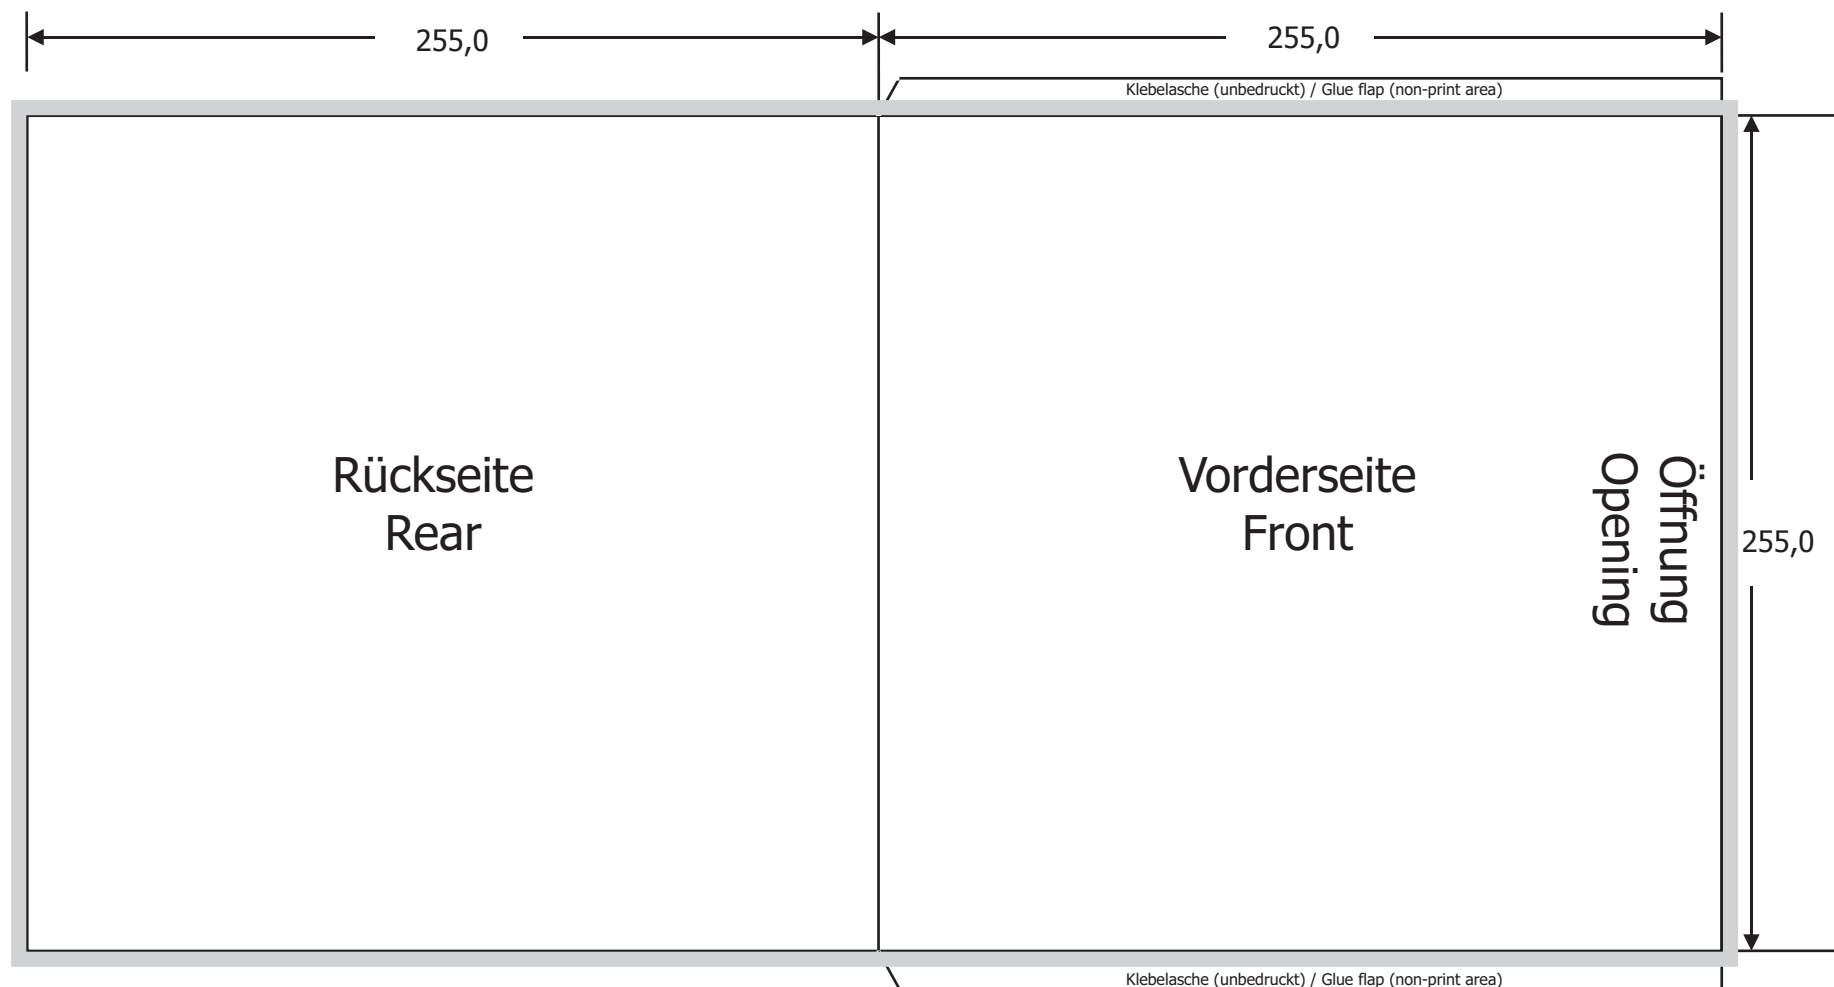 255,0
255,0
Klebelasche (unbedruckt) / Glue flap (non-print area)
Rückseite
Rear
Vorderseite
Front
Öffnung
Opening
255,0
Klebelasche (unbedruckt) / Glue flap (non-print area)